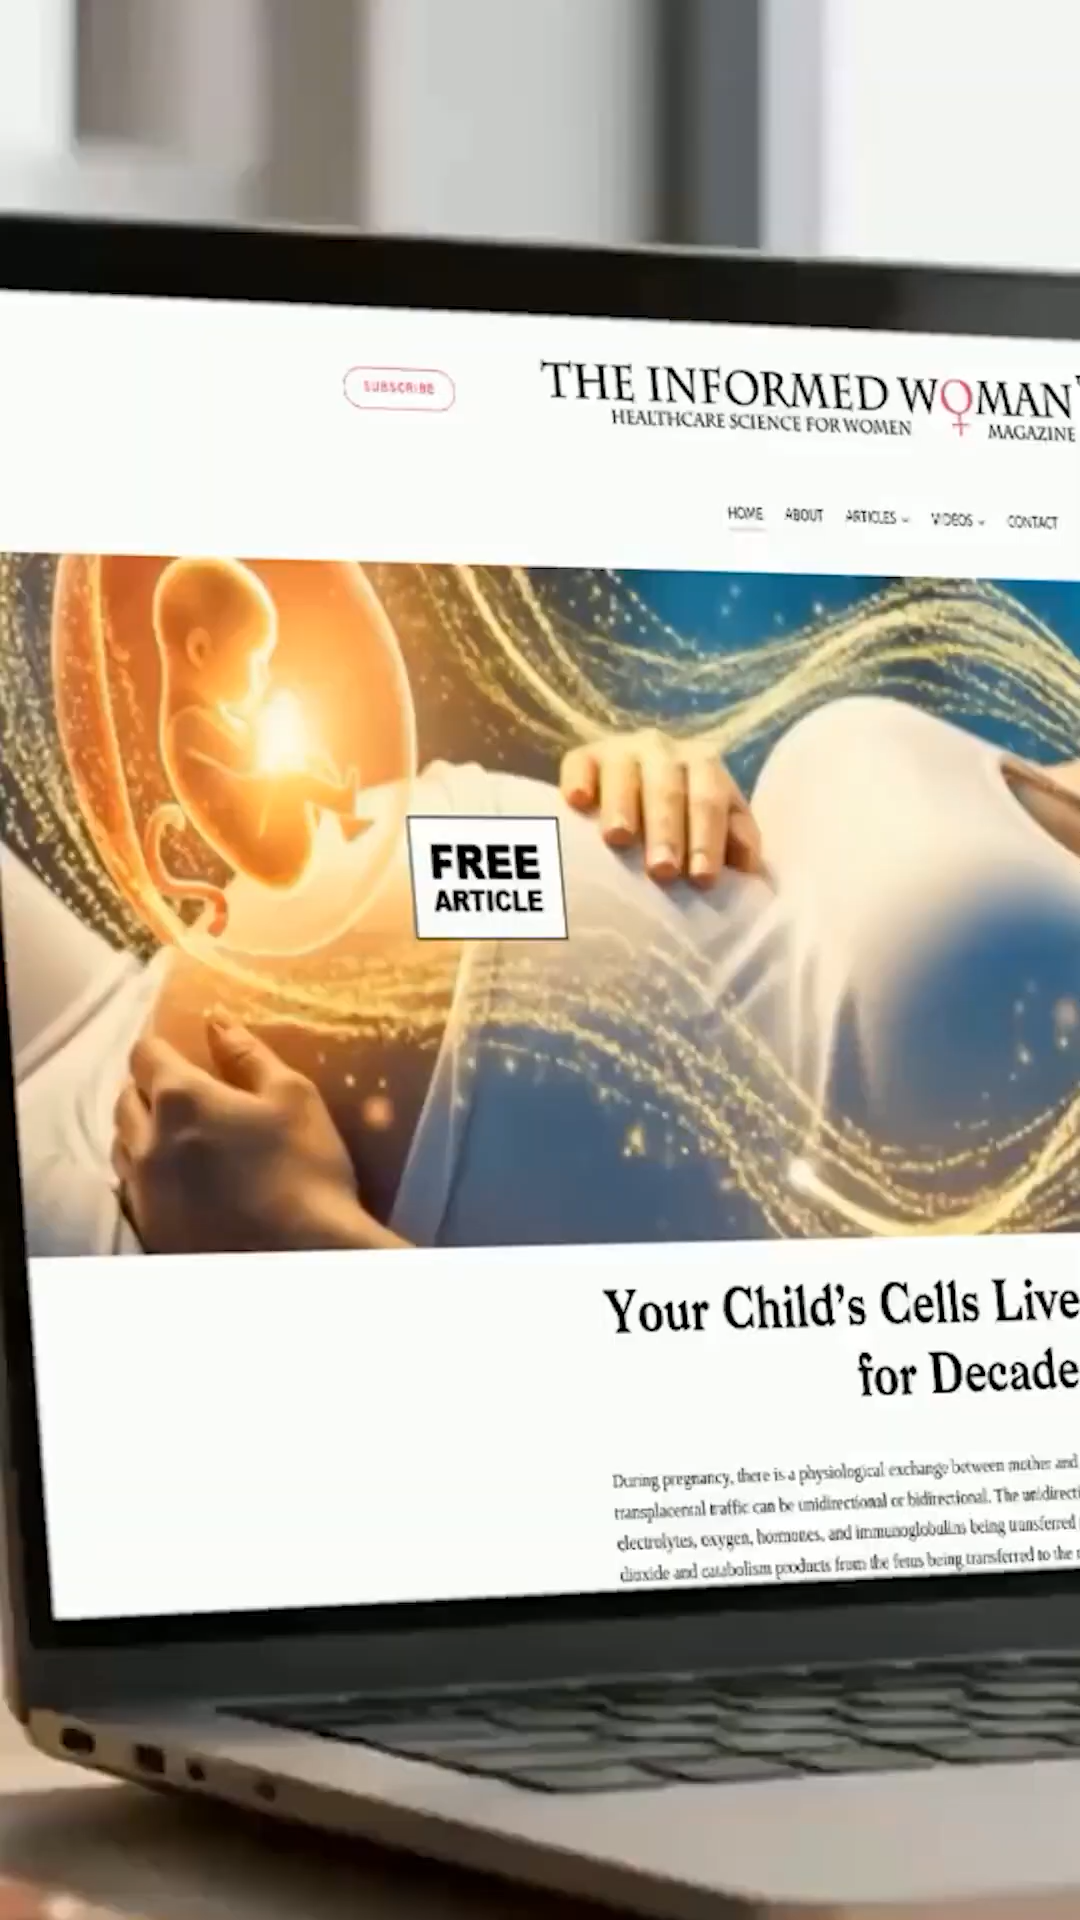 SUBSCRIBE
THE INFORMED WOMAN
HEALTHCARE SCIENCE FOR WOMEN MAGAZINE
HOME ABOUT ARTICLES VIDEOS CONTACT
FREE
ARTICLE
Your Child's Cells Live
for Decade
During pregnancy, there is a physiological exchange between mother and
transplacental traffic can be unidirectional or bidirectional. The unidirecti
electrolytes, oxygen, hormones, and immunoglobulins being transferred
dioxide and catabolism products from the fetus being transferred to the